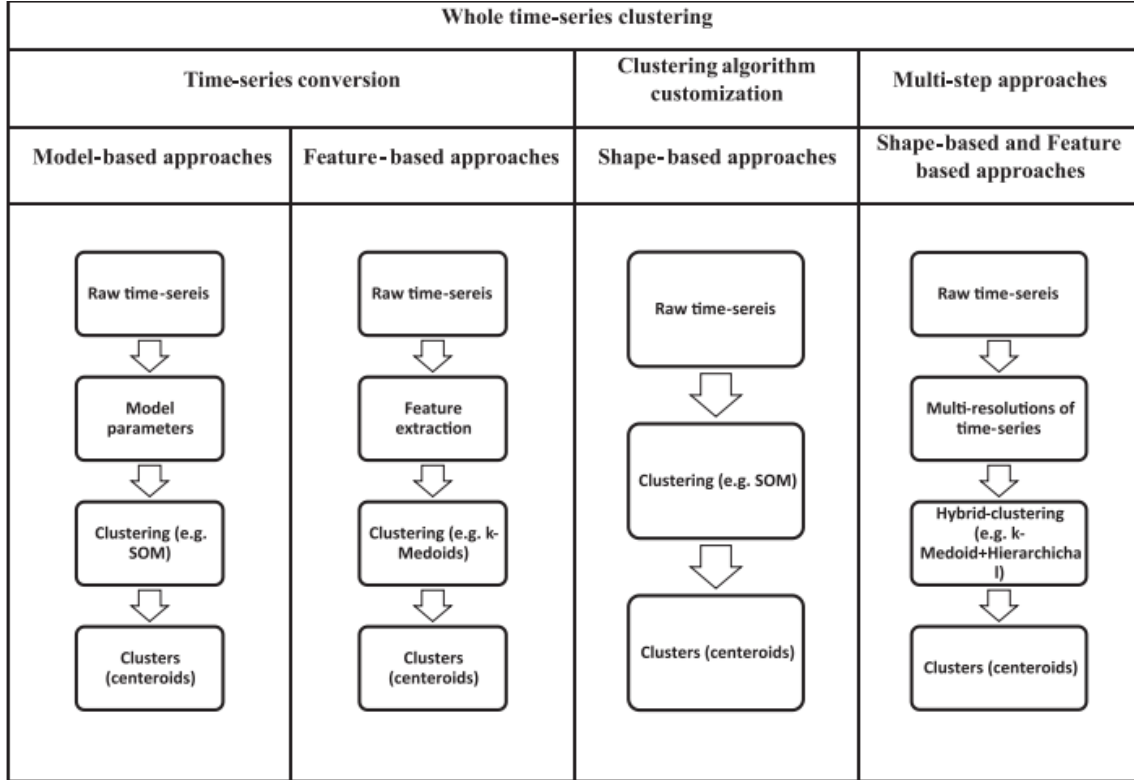 Whole time-series clustering
Time-series conversion
Clustering algorithm
customization
Multi-step approaches
Model-based approaches
Feature-based approaches
Shape-based approaches
Shape-based and Feature
based approaches
Raw time-sereis
Model
parameters
Clustering (e.g.
SOM)
Clusters
(centeroids)
Raw time-sereis
Feature
extraction
Clustering (e.g. k-
Medoids)
Clusters
(centeroids)
Raw time-sereis
Clustering (e.g. SOM)
Clusters (centeroids)
Raw time-sereis
Multi-resolutions of
time-series
Hybrid-clustering
(e.g. k-
Medoid+Hierarchicha
l)
Clusters (centeroids)